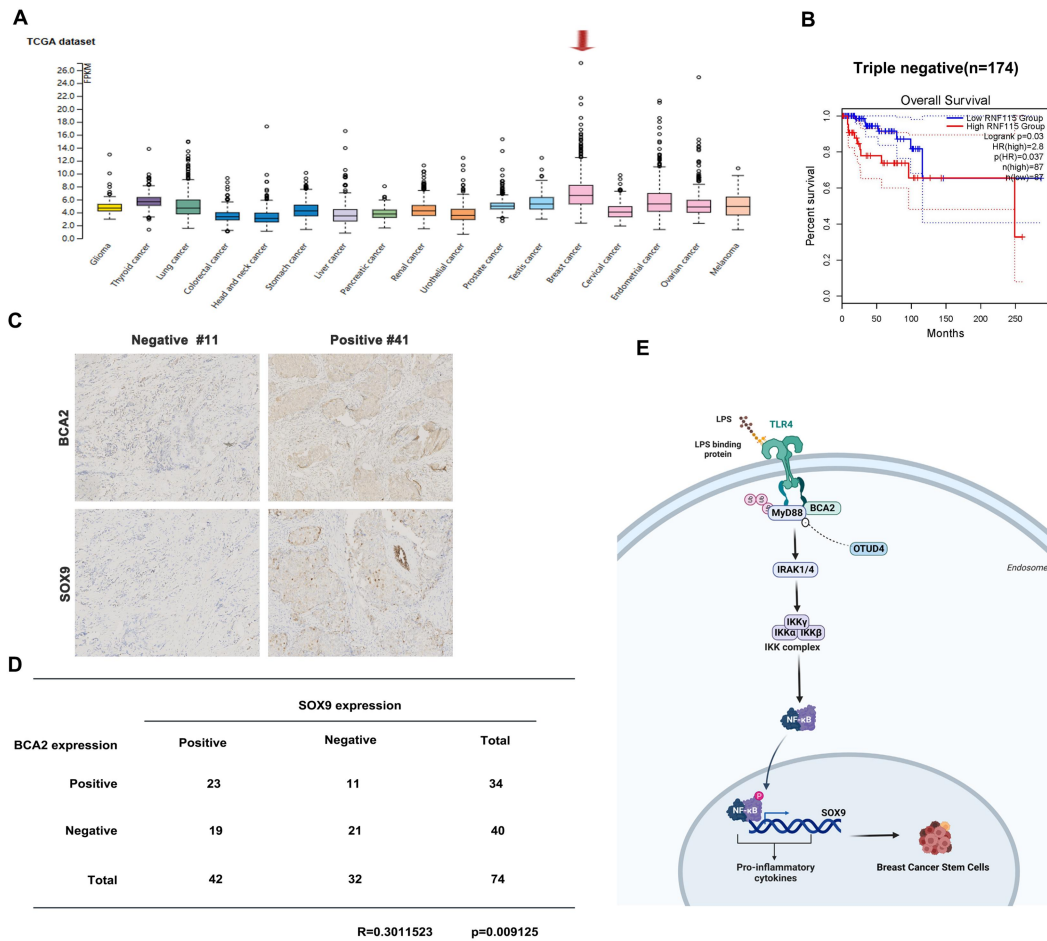 A
TCGA dataset
FPKM
26.0
24.0
22.0
20.0
18.0
16.0
14.0
12.0
10.0
8.0
6.0
4.0
2.0
0.0
Glioma
Thyroid cancer
Lung cancer
Colorectal cancer
Head and neck cancer
Stomach cancer
Liver cancer
Pancreatic cancer
Renal cancer
Urothelial cancer
Prostate cancer
Testis cancer
Breast cancer
Cervical cancer
Endometrial cancer
Ovarian cancer
Melanoma
B
Triple negative(n=174)
Overall Survival
Low RNF115 Group
High RNF115 Group
Logrank p=0.03
HR(high)=2.8
p(HR)=0.037
n(high)=87
n(low)=87
Percent survival
1.0
0.8
0.6
0.4
0.2
0.0
0 50 100 150 200 250
Months
C
Negative #11
Positive #41
BCA2
SOX9
D
SOX9 expression
BCA2 expression Positive Negative Total
Positive 23 11 34
Negative 19 21 40
Total 42 32 74
R=0.3011523 p=0.009125
E
LPS
TLR4
LPS binding
protein
S S
S
S
MyD88
BCA2
OTUD4
IRAK1/4
Endosome
IKKγ
IKKα IKKβ
IKK complex
NF-κB
P
NF-κB
SOX9
Pro-inflammatory
cytokines
Breast Cancer Stem Cells